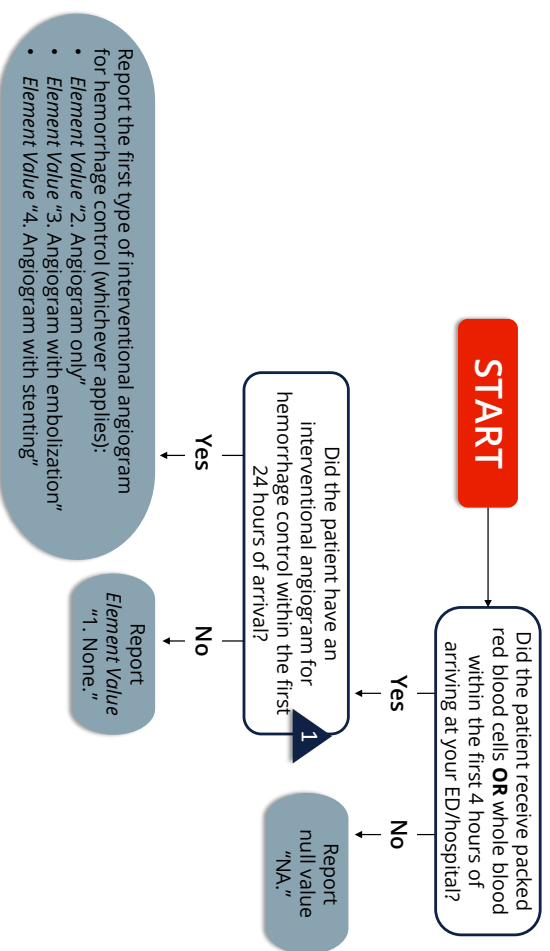 START
Did the patient receive packed
red blood cells OR whole blood
within the first 4 hours of
arriving at your ED/hospital?
Yes
No
Did the patient have an
interventional angiogram for
hemorrhage control within the first
24 hours of arrival?
1
Report
null value
"NA."
Yes
No
Report the first type of interventional angiogram
for hemorrhage control (whichever applies):
• Element Value "2. Angiogram only"
• Element Value "3. Angiogram with embolization"
• Element Value "4. Angiogram with stenting"
Report
Element Value
"1. None."